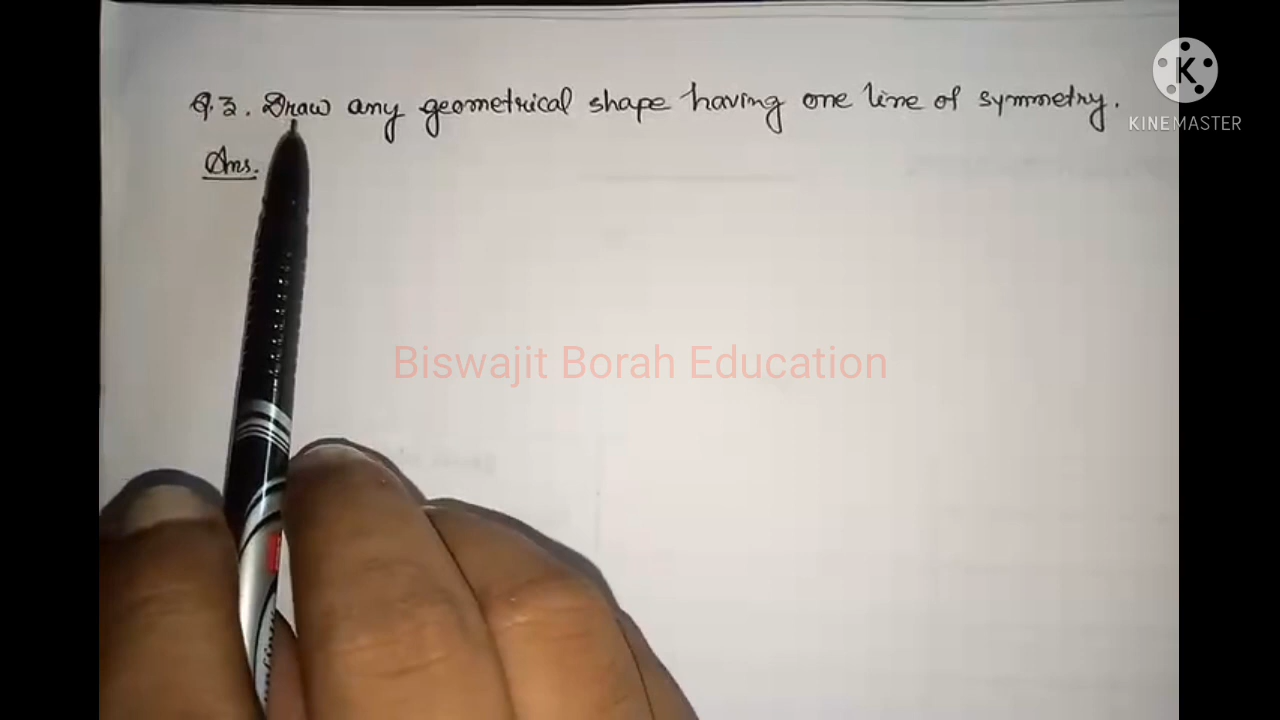 Q.3. Draw any geometrical shape having one line of symmetry.
Ans.
Biswajit Borah Education
K
KINEMASTER